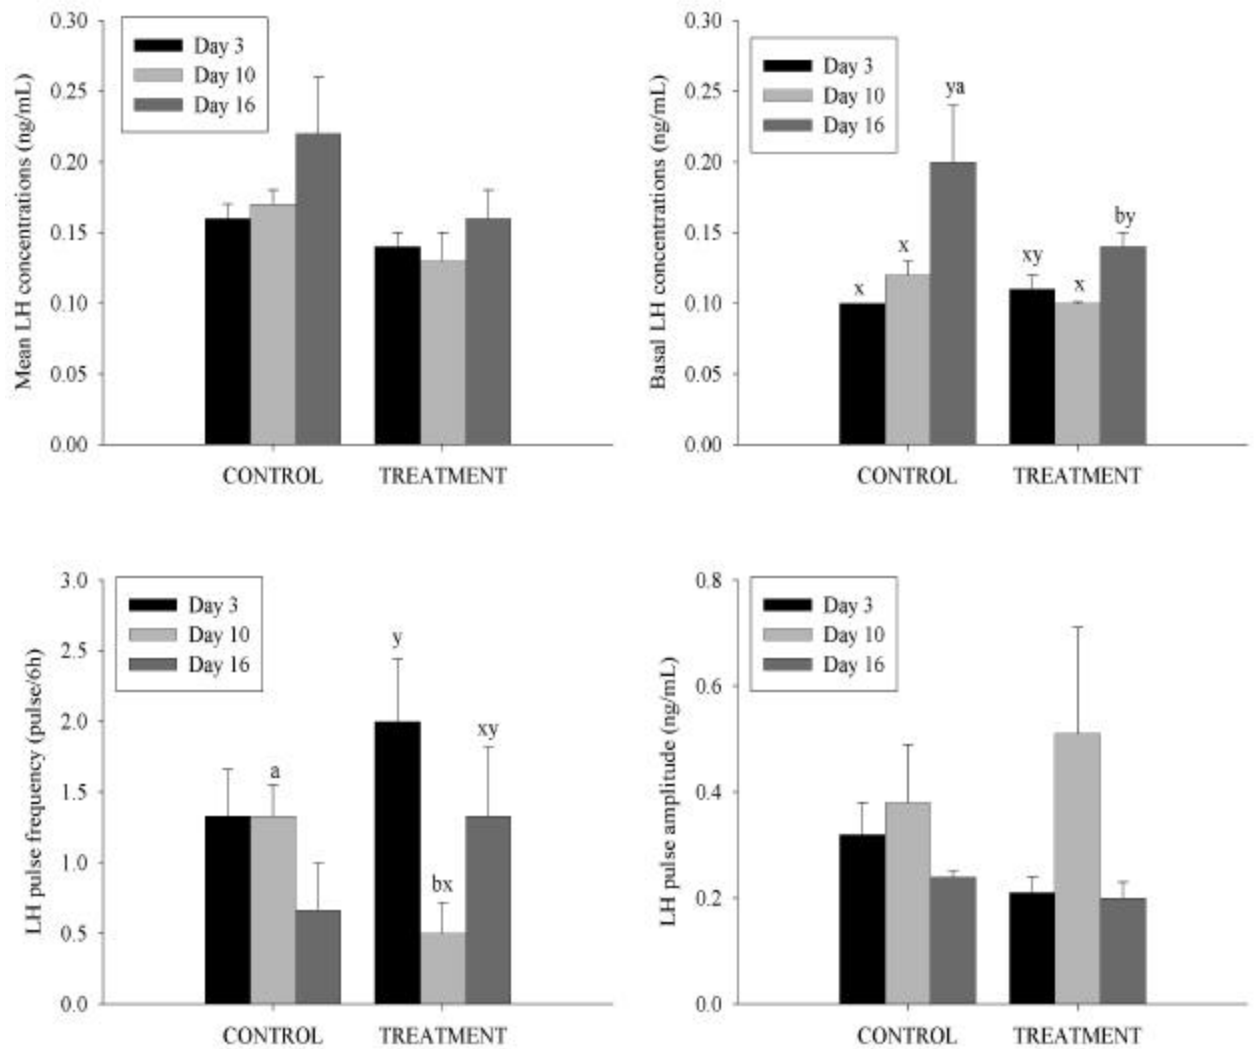 Mean LH concentrations (ng/mL)
0.30
0.25
0.20
0.15
0.10
0.05
0.00
Day 3
Day 10
Day 16
CONTROL
TREATMENT
Basal LH concentrations (ng/mL)
0.30
0.25
0.20
0.15
0.10
0.05
0.00
Day 3
Day 10
Day 16
x
x
ya
xy
x
by
CONTROL
TREATMENT
LH pulse frequency (pulse/6h)
3.0
2.5
2.0
1.5
1.0
0.5
0.0
Day 3
Day 10
Day 16
a
y
bx
xy
CONTROL
TREATMENT
LH pulse amplitude (ng/mL)
0.8
0.6
0.4
0.2
0.0
Day 3
Day 10
Day 16
CONTROL
TREATMENT